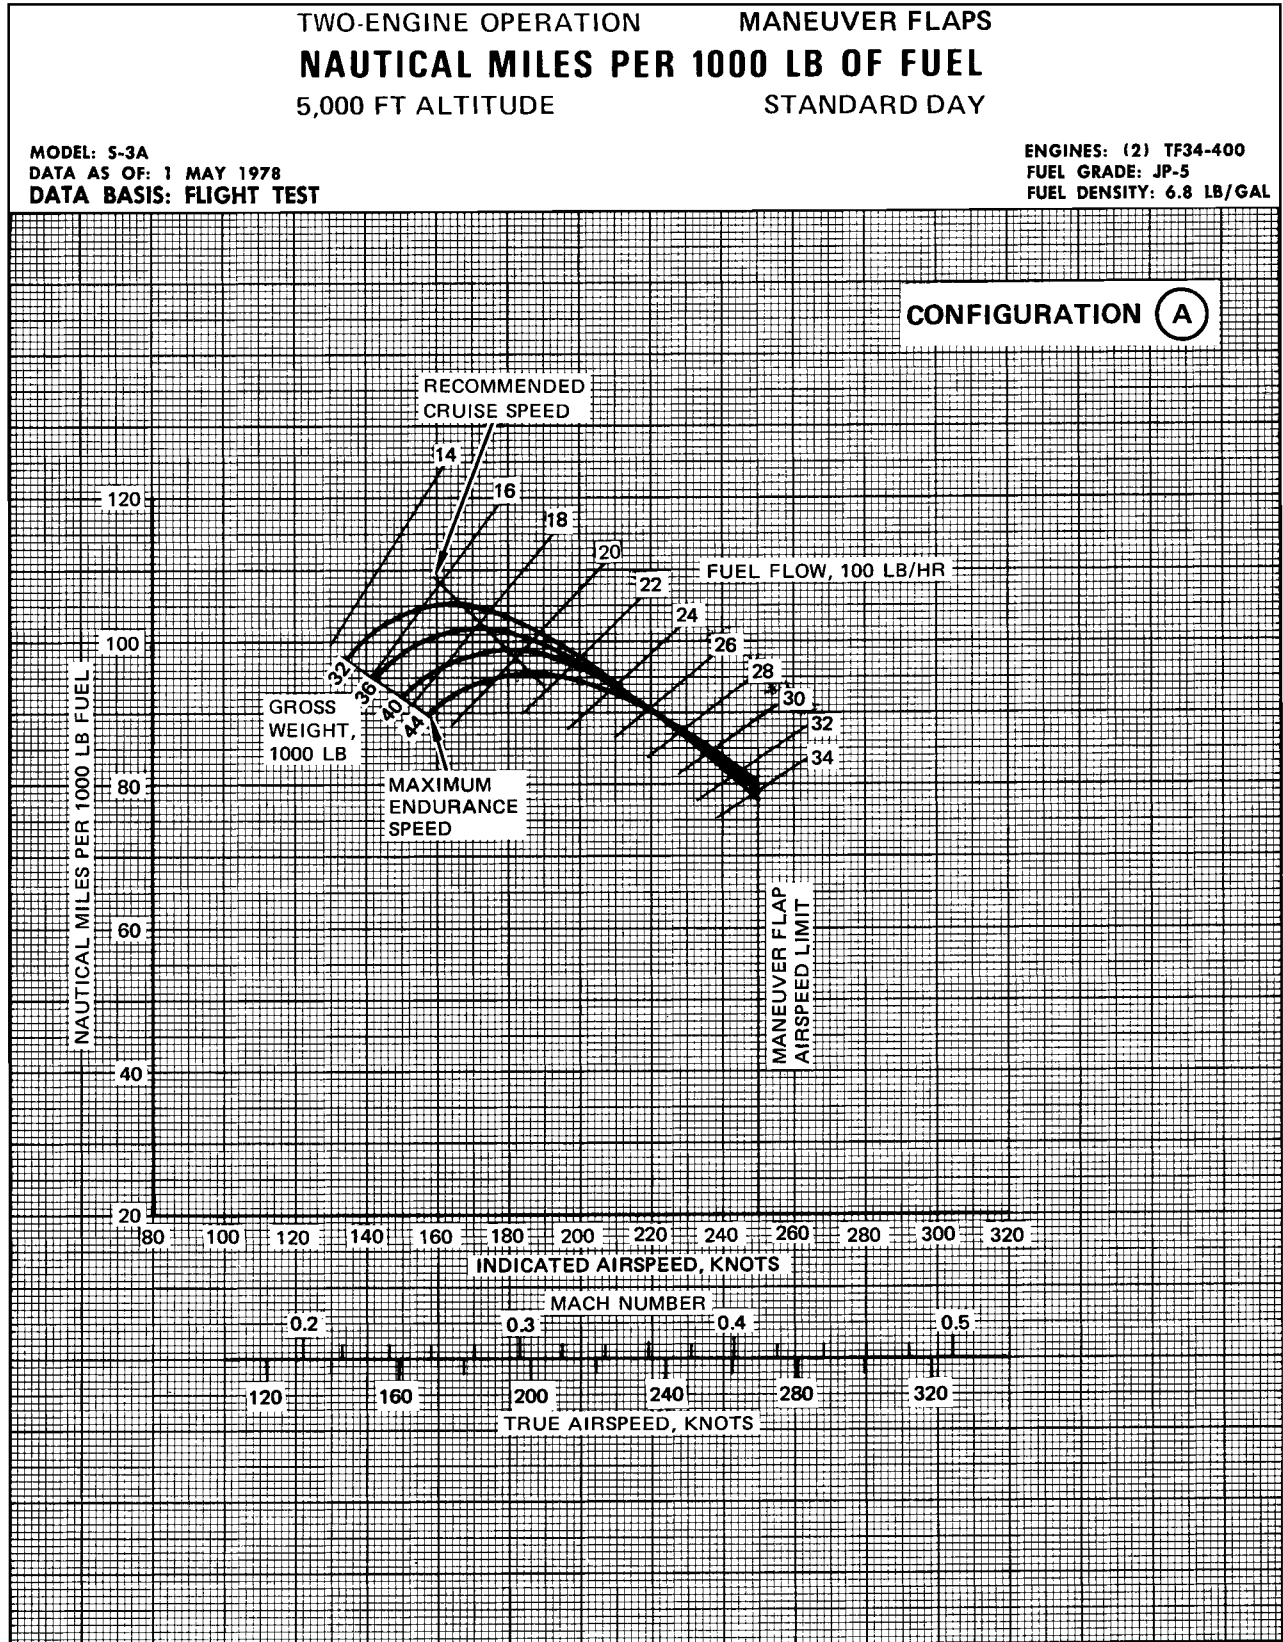 TWO-ENGINE OPERATION MANEUVER FLAPS
NAUTICAL MILES PER 1000 LB OF FUEL
5,000 FT ALTITUDE STANDARD DAY
MODEL: S-3A
DATA AS OF: 1 MAY 1978
DATA BASIS: FLIGHT TEST
ENGINES: (2) TF34-400
FUEL GRADE: JP-5
FUEL DENSITY: 6.8 LB/GAL
CONFIGURATION A
RECOMMENDED
CRUISE SPEED
14
16
18
20
22
24
26
28
30
32
34
FUEL FLOW, 100 LB/HR
32
36
40
44
GROSS
WEIGHT,
1000 LB
MAXIMUM
ENDURANCE
SPEED
MANEUVER FLAP
AIRSPEED LIMIT
NAUTICAL MILES PER 1000 LB FUEL
120
100
80
60
40
20
80 100 120 140 160 180 200 220 240 260 280 300 320
INDICATED AIRSPEED, KNOTS
MACH NUMBER
0.2 0.3 0.4 0.5
120 160 200 240 280 320
TRUE AIRSPEED, KNOTS